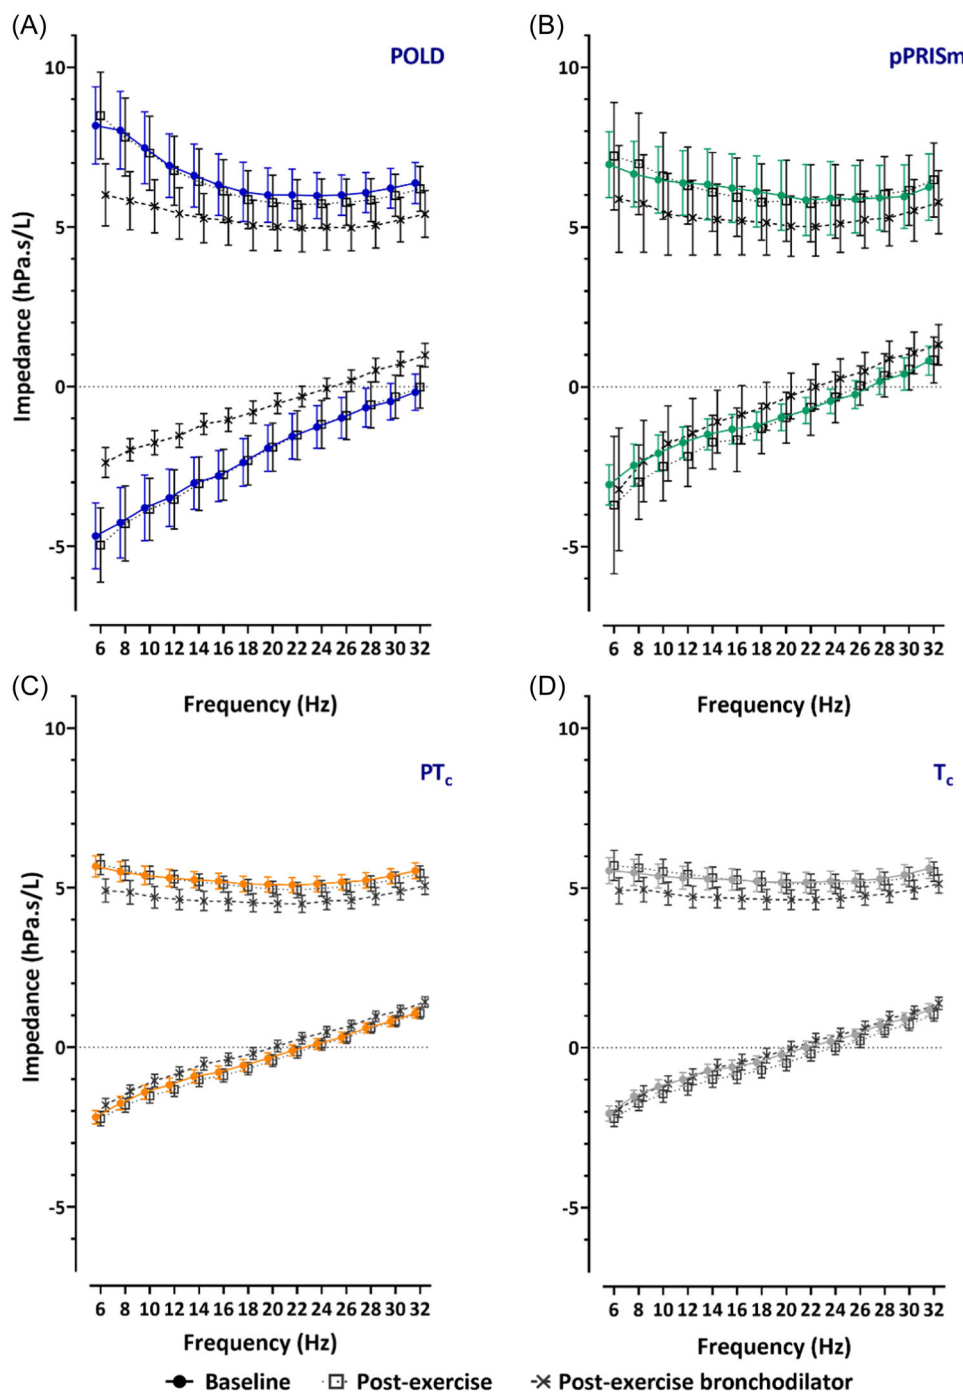 (A)
POLD
(B)
pPRISm
10
5
0
-5
Impedance (hPa.s/L)
6 8 10 12 14 16 18 20 22 24 26 28 30 32
Frequency (Hz)
10
5
0
-5
6 8 10 12 14 16 18 20 22 24 26 28 30 32
Frequency (Hz)
(C)
PTc
(D)
Tc
10
5
0
-5
Impedance (hPa.s/L)
6 8 10 12 14 16 18 20 22 24 26 28 30 32
Frequency (Hz)
10
5
0
-5
6 8 10 12 14 16 18 20 22 24 26 28 30 32
Frequency (Hz)
Baseline Post-exercise Post-exercise bronchodilator